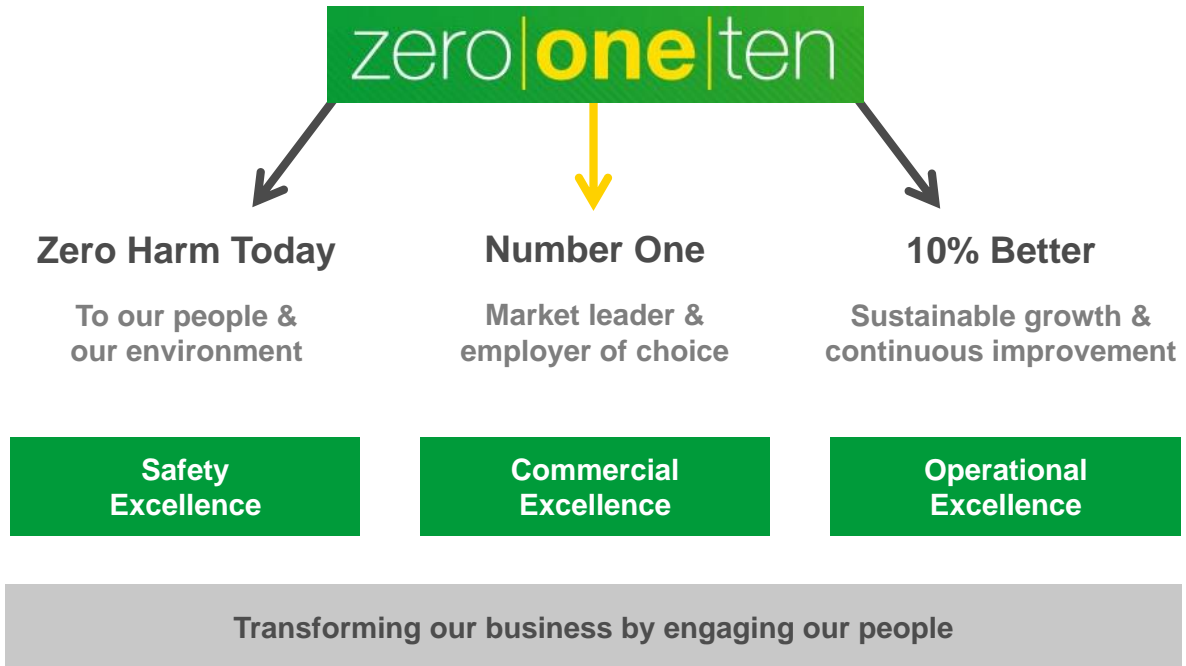 zero|one|ten
Zero Harm Today
To our people &
our environment
Number One
Market leader &
employer of choice
10% Better
Sustainable growth &
continuous improvement
Safety
Excellence
Commercial
Excellence
Operational
Excellence
Transforming our business by engaging our people